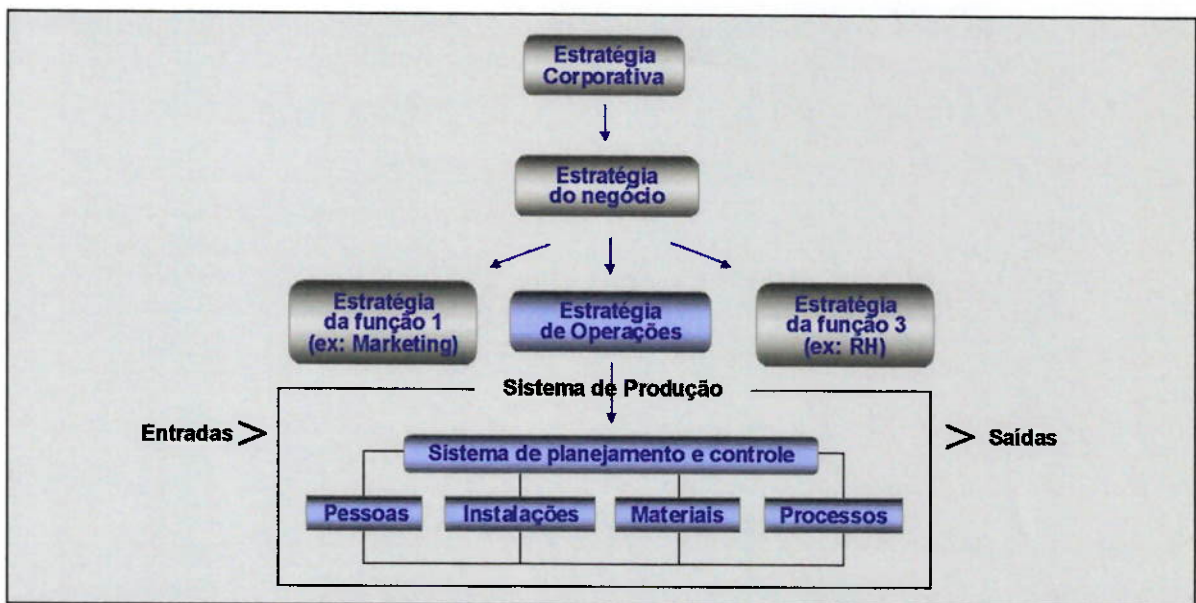 Estratégia
Corporativa
Estratégia
do negócio
Estratégia
da função 1
(ex: Marketing)
Estratégia
de Operações
Estratégia
da função 3
(ex: RH)
Sistema de Produção
Entradas >
> Saídas
Sistema de planejamento e controle
Pessoas
Instalações
Materiais
Processos